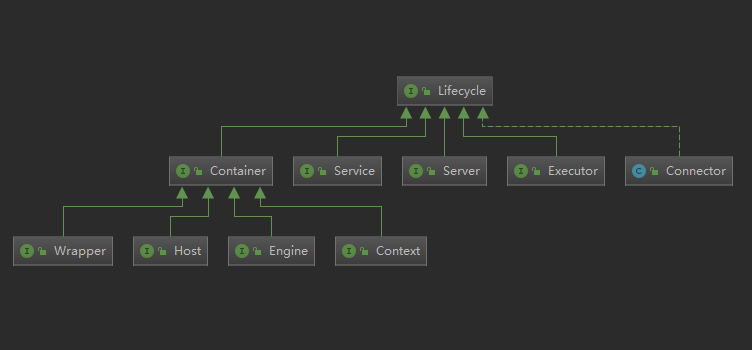 I Lifecycle
I Container
I Service
I Server
I Executor
C Connector
I Wrapper
I Host
I Engine
I Context